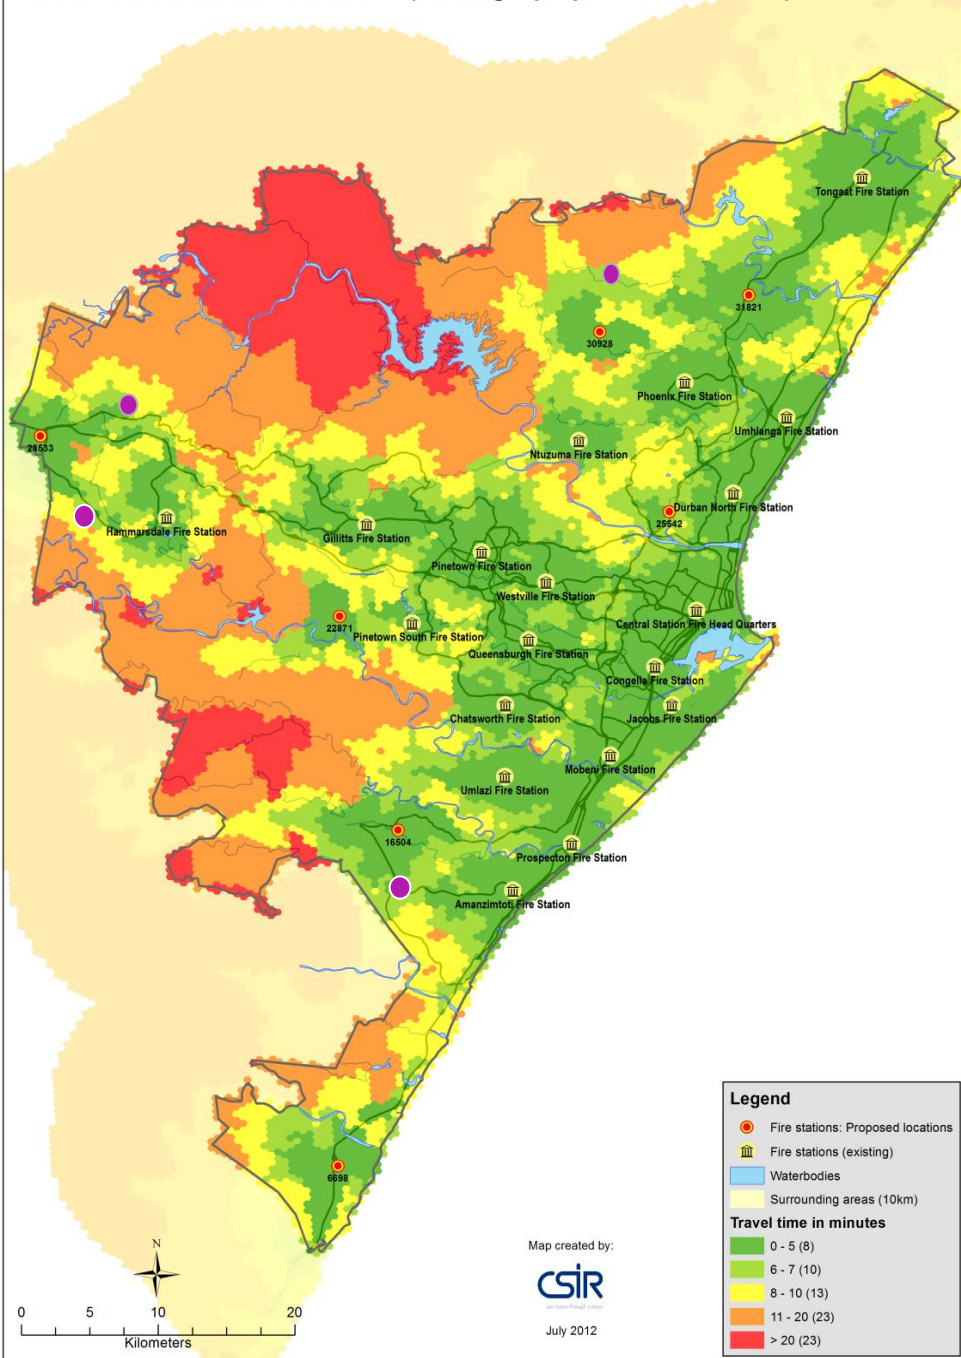 Tongaat Fire Station
31821
30928
Phoenix Fire Station
Umhlanga Fire Station
28533
Ntuzuma Fire Station
Durban North Fire Station
25542
Hammarsdale Fire Station
Gillitts Fire Station
Pinetown Fire Station
Westville Fire Station
22871
Pinetown South Fire Station
Central Station Fire Head Quarters
Queensburgh Fire Station
Congella Fire Station
Chatsworth Fire Station
Jacobs Fire Station
Mobeni Fire Station
Umlazi Fire Station
16504
Prospecton Fire Station
Amanzimtoti Fire Station
6698
Legend
Fire stations: Proposed locations
Fire stations (existing)
Waterbodies
Surrounding areas (10km)
Travel time in minutes
0 - 5 (8)
6 - 7 (10)
8 - 10 (13)
11 - 20 (23)
> 20 (23)
N
0 5 10 20
Kilometers
Map created by:
CSIR
our future through science
July 2012